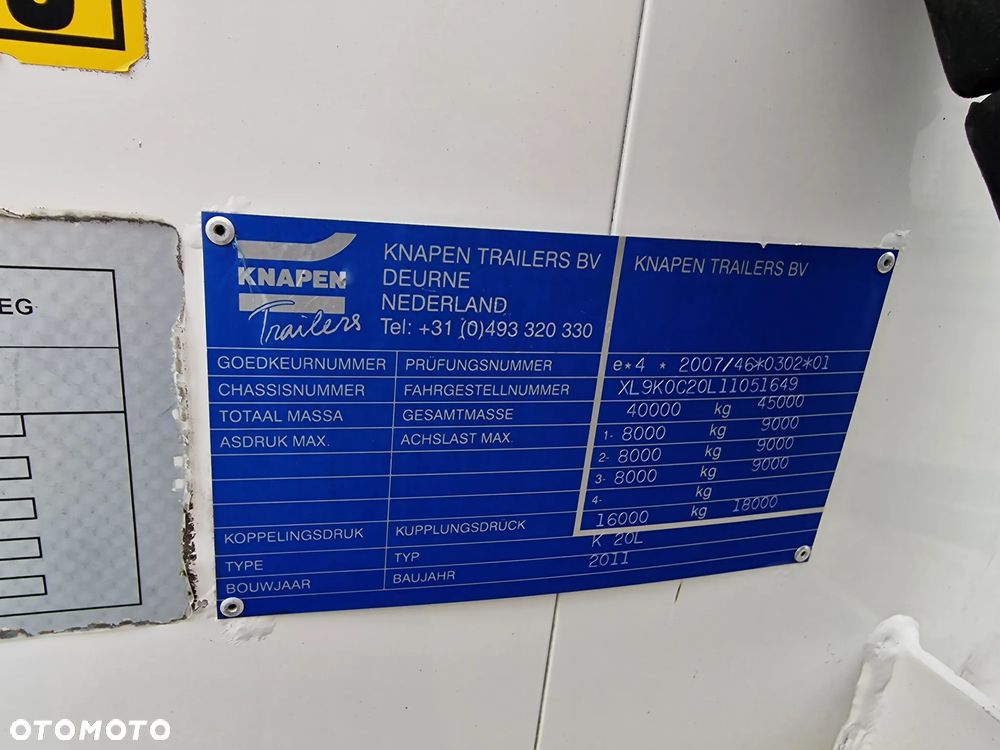 EG
KNAPEN
Trailers
KNAPEN TRAILERS BV
DEURNE
NEDERLAND
Tel: +31 (0)493 320 330
KNAPEN TRAILERS BV
GOEDKEURNUMMER PRÜFUNGSNUMMER e*4 * 2007/46*0302*01
CHASSISNUMMER FAHRGESTELLNUMMER XL9K0C20L11051649
TOTAAL MASSA GESAMTMASSE 40000 kg 45000
ASDRUK MAX. ACHSLAST MAX. 1- 8000 kg 9000
2- 8000 kg 9000
3- 8000 kg 9000
4- kg
KOPPELINGSDRUK KUPPLUNGSDRUCK 16000 kg 18000
TYPE TYP K 20L
BOUWJAAR BAUJAHR 2011
OTOMOTO